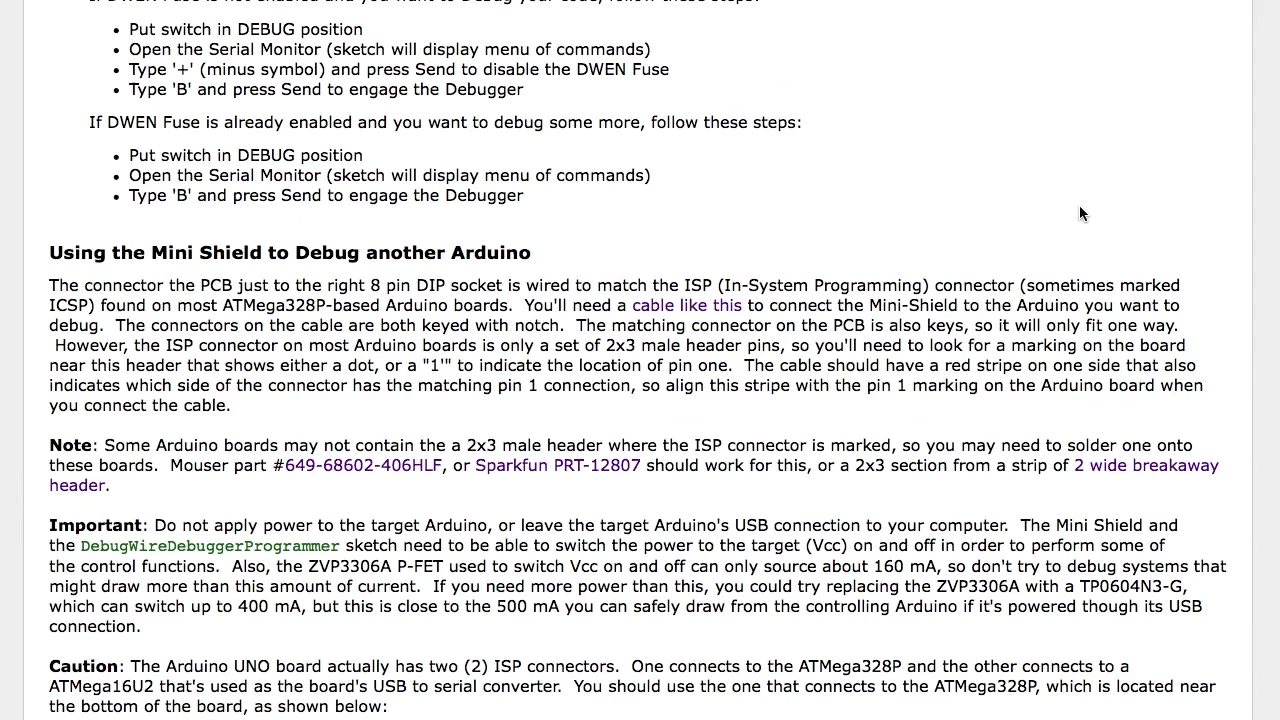 If DWEN Fuse is not enabled and you want to Debug your code, follow these steps:
• Put switch in DEBUG position
• Open the Serial Monitor (sketch will display menu of commands)
• Type '+' (minus symbol) and press Send to disable the DWEN Fuse
• Type 'B' and press Send to engage the Debugger
If DWEN Fuse is already enabled and you want to debug some more, follow these steps:
• Put switch in DEBUG position
• Open the Serial Monitor (sketch will display menu of commands)
• Type 'B' and press Send to engage the Debugger
Using the Mini Shield to Debug another Arduino
The connector the PCB just to the right 8 pin DIP socket is wired to match the ISP (In-System Programming) connector (sometimes marked
ICSP) found on most ATMega328P-based Arduino boards.  You'll need a cable like this to connect the Mini-Shield to the Arduino you want to
debug.  The connectors on the cable are both keyed with notch.  The matching connector on the PCB is also keys, so it will only fit one way.
However, the ISP connector on most Arduino boards is only a set of 2x3 male header pins, so you'll need to look for a marking on the board
near this header that shows either a dot, or a "1'" to indicate the location of pin one.  The cable should have a red stripe on one side that also
indicates which side of the connector has the matching pin 1 connection, so align this stripe with the pin 1 marking on the Arduino board when
you connect the cable.
Note: Some Arduino boards may not contain the a 2x3 male header where the ISP connector is marked, so you may need to solder one onto
these boards.  Mouser part #649-68602-406HLF, or Sparkfun PRT-12807 should work for this, or a 2x3 section from a strip of 2 wide breakaway
header.
Important: Do not apply power to the target Arduino, or leave the target Arduino's USB connection to your computer.  The Mini Shield and
the DebugWireDebuggerProgrammer sketch need to be able to switch the power to the target (Vcc) on and off in order to perform some of
the control functions.  Also, the ZVP3306A P-FET used to switch Vcc on and off can only source about 160 mA, so don't try to debug systems that
might draw more than this amount of current.  If you need more power than this, you could try replacing the ZVP3306A with a TP0604N3-G,
which can switch up to 400 mA, but this is close to the 500 mA you can safely draw from the controlling Arduino if it's powered though its USB
connection.
Caution: The Arduino UNO board actually has two (2) ISP connectors.  One connects to the ATMega328P and the other connects to a
ATMega16U2 that's used as the board's USB to serial converter.  You should use the one that connects to the ATMega328P, which is located near
the bottom of the board, as shown below: